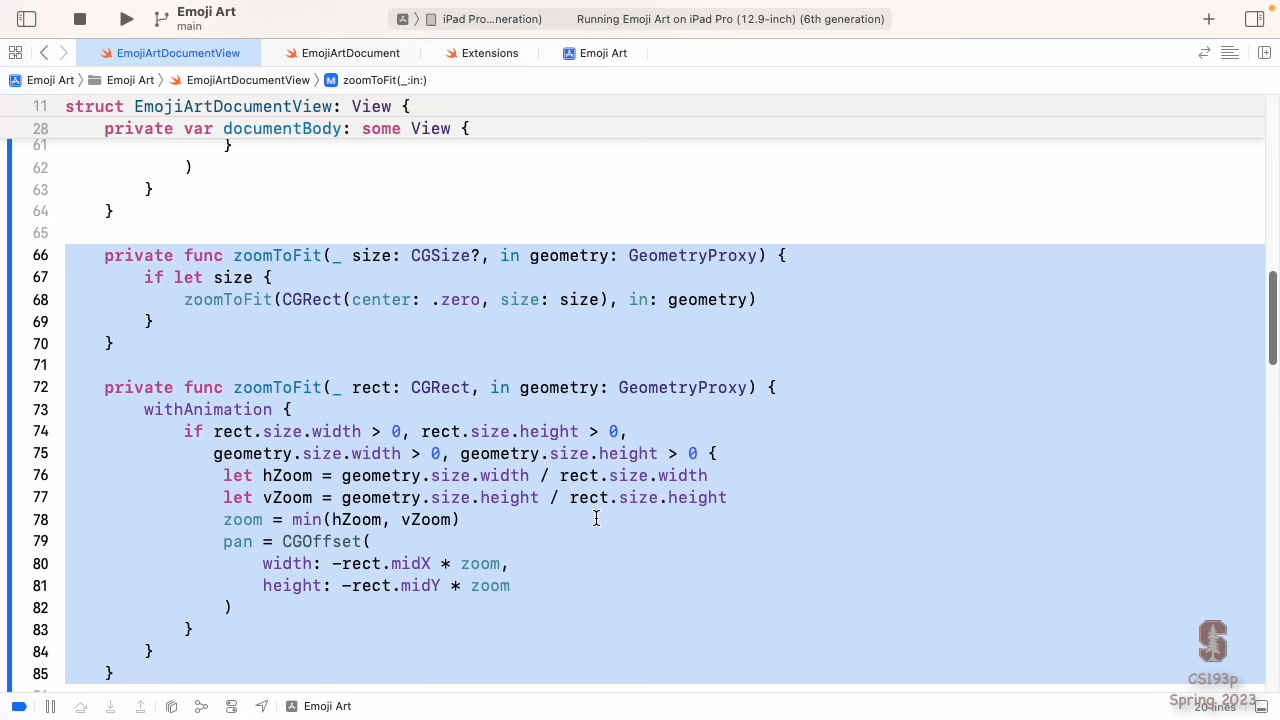 Emoji Art
main
iPad Pro...neration)
Running Emoji Art on iPad Pro (12.9-inch) (6th generation)
EmojiArtDocumentView
EmojiArtDocument
Extensions
Emoji Art
Emoji Art
Emoji Art
EmojiArtDocumentView
M zoomToFit(_:in:)
11 struct EmojiArtDocumentView: View {
28 private var documentBody: some View {
61 }
62 )
63 }
64 }
65
66 private func zoomToFit(_ size: CGSize?, in geometry: GeometryProxy) {
67 if let size {
68 zoomToFit(CGRect(center: .zero, size: size), in: geometry)
69 }
70 }
71
72 private func zoomToFit(_ rect: CGRect, in geometry: GeometryProxy) {
73 withAnimation {
74 if rect.size.width > 0, rect.size.height > 0,
75 geometry.size.width > 0, geometry.size.height > 0 {
76 let hZoom = geometry.size.width / rect.size.width
77 let vZoom = geometry.size.height / rect.size.height
78 zoom = min(hZoom, vZoom)
79 pan = CGOffset(
80 width: -rect.midX * zoom,
81 height: -rect.midY * zoom
82 )
83 }
84 }
85 }
S
CS193p
Spring 2023
20 lines
Emoji Art